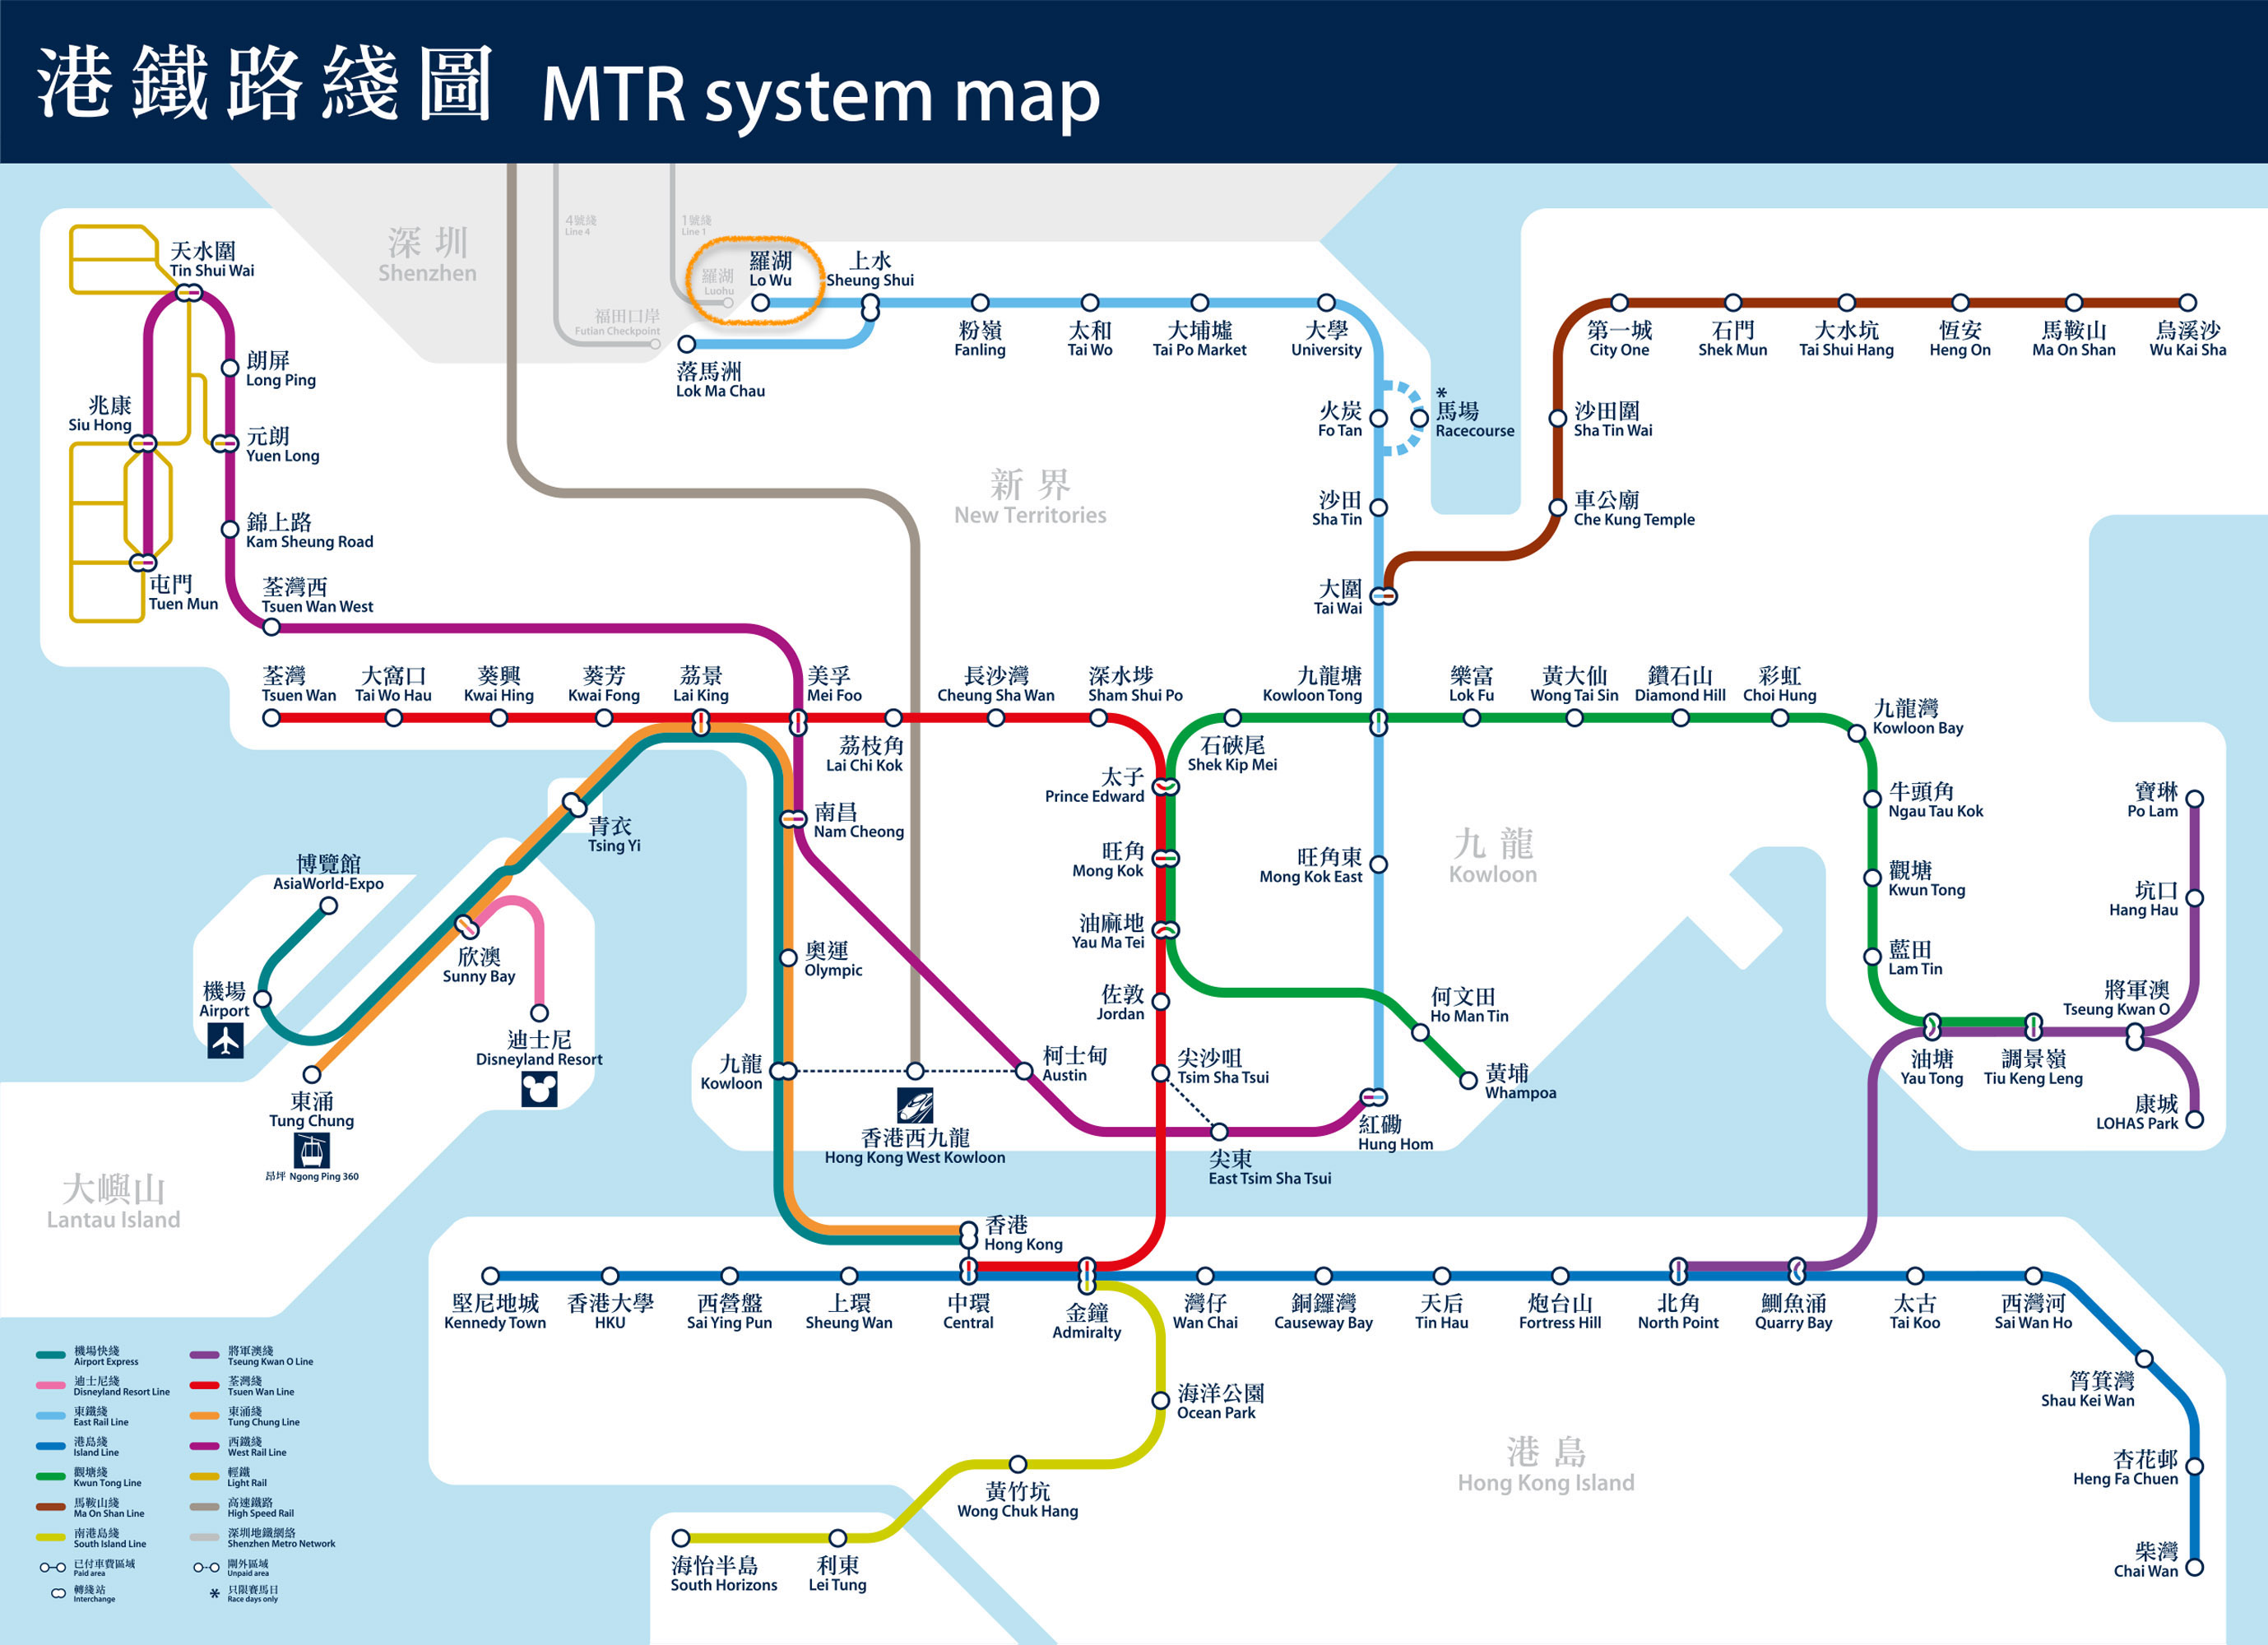 港鐵路綫圖 MTR system map
深圳
Shenzhen
4號綫
Line 4
1號綫
Line 1
羅湖
Luohu
福田口岸
Futian Checkpoint
羅湖
Lo Wu
上水
Sheung Shui
落馬洲
Lok Ma Chau
粉嶺
Fanling
太和
Tai Wo
大埔墟
Tai Po Market
大學
University
火炭
Fo Tan
*
馬場
Racecourse
沙田
Sha Tin
大圍
Tai Wai
第一城
City One
石門
Shek Mun
大水坑
Tai Shui Hang
恆安
Heng On
馬鞍山
Ma On Shan
烏溪沙
Wu Kai Sha
沙田圍
Sha Tin Wai
車公廟
Che Kung Temple
新界
New Territories
天水圍
Tin Shui Wai
朗屏
Long Ping
兆康
Siu Hong
元朗
Yuen Long
錦上路
Kam Sheung Road
屯門
Tuen Mun
荃灣西
Tsuen Wan West
荃灣
Tsuen Wan
大窩口
Tai Wo Hau
葵興
Kwai Hing
葵芳
Kwai Fong
荔景
Lai King
美孚
Mei Foo
荔枝角
Lai Chi Kok
長沙灣
Cheung Sha Wan
深水埗
Sham Shui Po
石硤尾
Shek Kip Mei
九龍塘
Kowloon Tong
樂富
Lok Fu
黃大仙
Wong Tai Sin
鑽石山
Diamond Hill
彩虹
Choi Hung
九龍灣
Kowloon Bay
牛頭角
Ngau Tau Kok
觀塘
Kwun Tong
藍田
Lam Tin
寶琳
Po Lam
坑口
Hang Hau
將軍澳
Tseung Kwan O
油塘
Yau Tong
調景嶺
Tiu Keng Leng
康城
LOHAS Park
太子
Prince Edward
旺角
Mong Kok
油麻地
Yau Ma Tei
佐敦
Jordan
尖沙咀
Tsim Sha Tsui
旺角東
Mong Kok East
九龍
Kowloon
何文田
Ho Man Tin
黃埔
Whampoa
紅磡
Hung Hom
尖東
East Tsim Sha Tsui
柯士甸
Austin
南昌
Nam Cheong
奧運
Olympic
九龍
Kowloon
香港西九龍
Hong Kong West Kowloon
青衣
Tsing Yi
博覽館
AsiaWorld-Expo
機場
Airport
欣澳
Sunny Bay
迪士尼
Disneyland Resort
東涌
Tung Chung
昂坪 Ngong Ping 360
大嶼山
Lantau Island
香港
Hong Kong
堅尼地城
Kennedy Town
香港大學
HKU
西營盤
Sai Ying Pun
上環
Sheung Wan
中環
Central
金鐘
Admiralty
灣仔
Wan Chai
銅鑼灣
Causeway Bay
天后
Tin Hau
炮台山
Fortress Hill
北角
North Point
鰂魚涌
Quarry Bay
太古
Tai Koo
西灣河
Sai Wan Ho
筲箕灣
Shau Kei Wan
杏花邨
Heng Fa Chuen
柴灣
Chai Wan
海洋公園
Ocean Park
黃竹坑
Wong Chuk Hang
利東
Lei Tung
海怡半島
South Horizons
港島
Hong Kong Island
機場快綫
Airport Express
迪士尼綫
Disneyland Resort Line
東鐵綫
East Rail Line
港島綫
Island Line
觀塘綫
Kwun Tong Line
馬鞍山綫
Ma On Shan Line
南港島綫
South Island Line
已付車費區域
Paid area
轉綫站
Interchange
將軍澳綫
Tseung Kwan O Line
荃灣綫
Tsuen Wan Line
東涌綫
Tung Chung Line
西鐵綫
West Rail Line
輕鐵
Light Rail
高速鐵路
High Speed Rail
深圳地鐵網絡
Shenzhen Metro Network
閘外區域
Unpaid area
* 只限賽馬日
Race days only